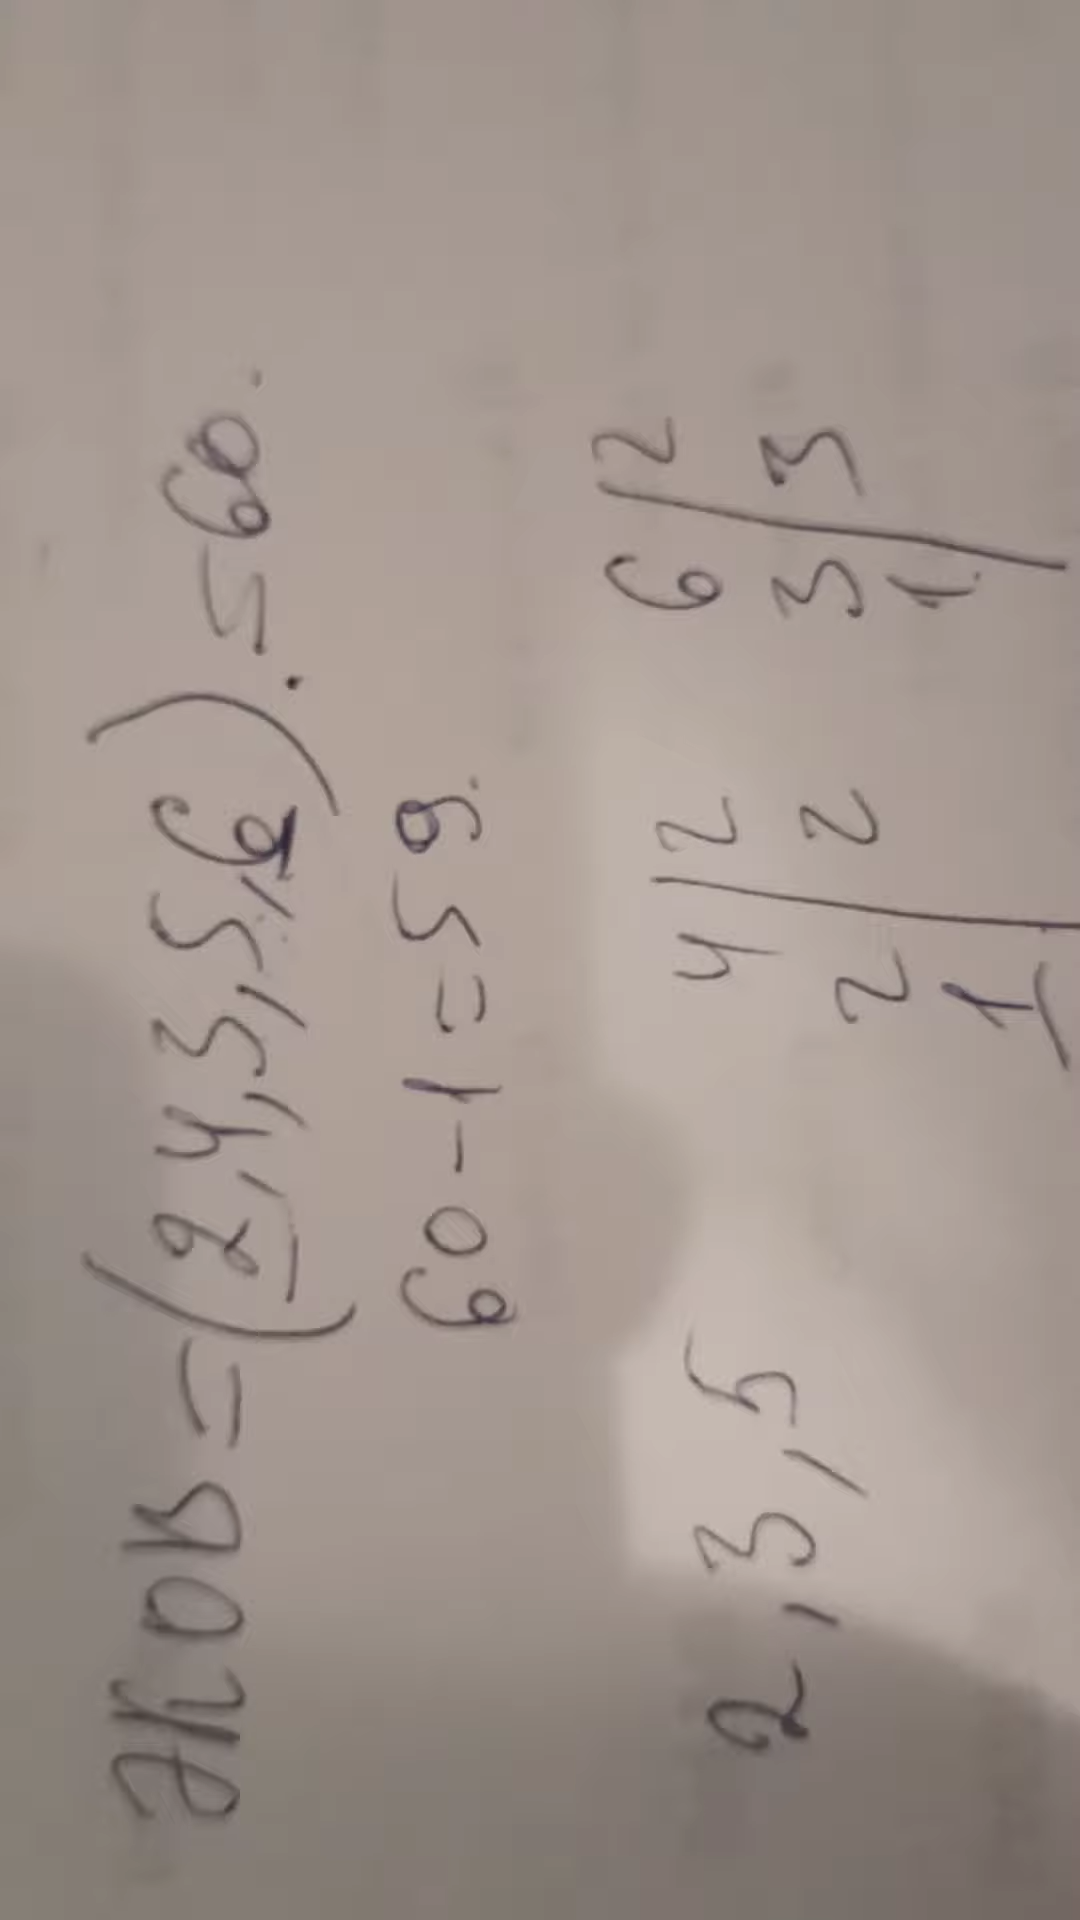 ЭКОВ = (2,4,3,5,6) = 60.
60 - 1 = 59.
2, 3, 5
4 | 2
2 | 2
1
6 | 2
3 | 3
1